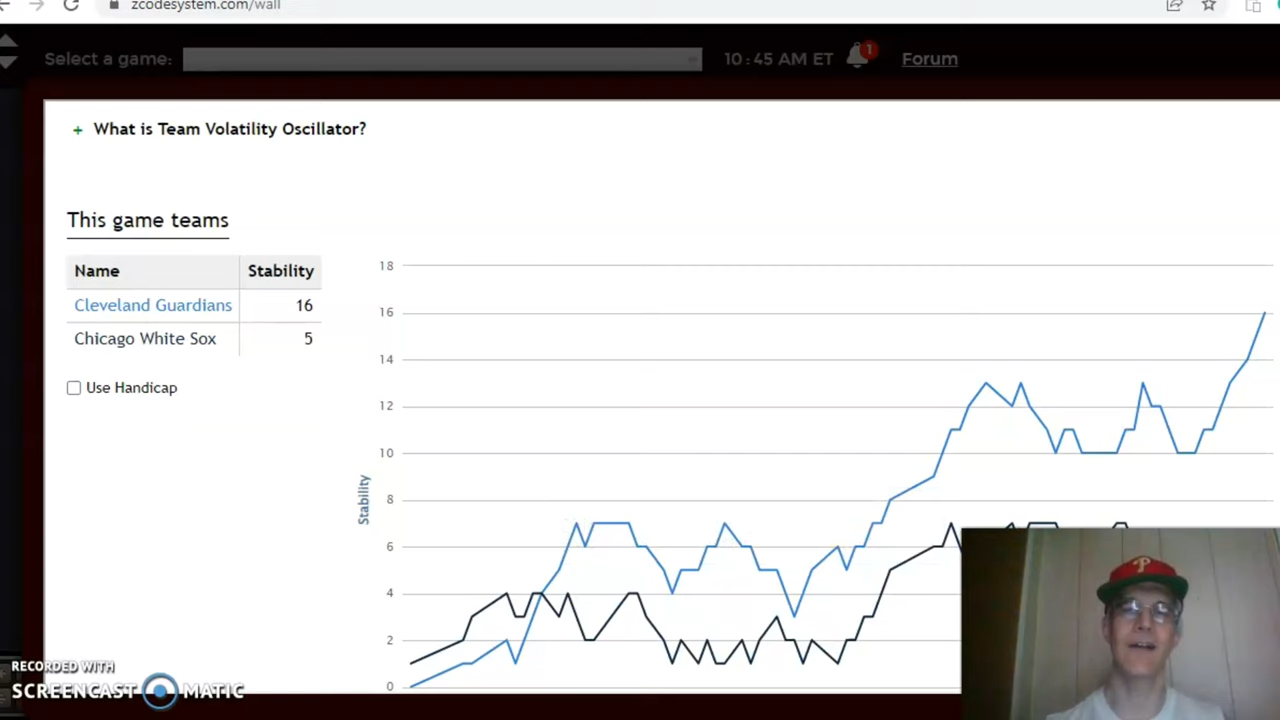 zcodesystem.com/wall
Select a game:
10:45 AM ET
1
Forum
+ What is Team Volatility Oscillator?
This game teams
Name Stability
Cleveland Guardians 16
Chicago White Sox 5
Use Handicap
18
16
14
12
10
8
6
4
2
0
Stability
P
RECORDED WITH
SCREENCAST MATIC